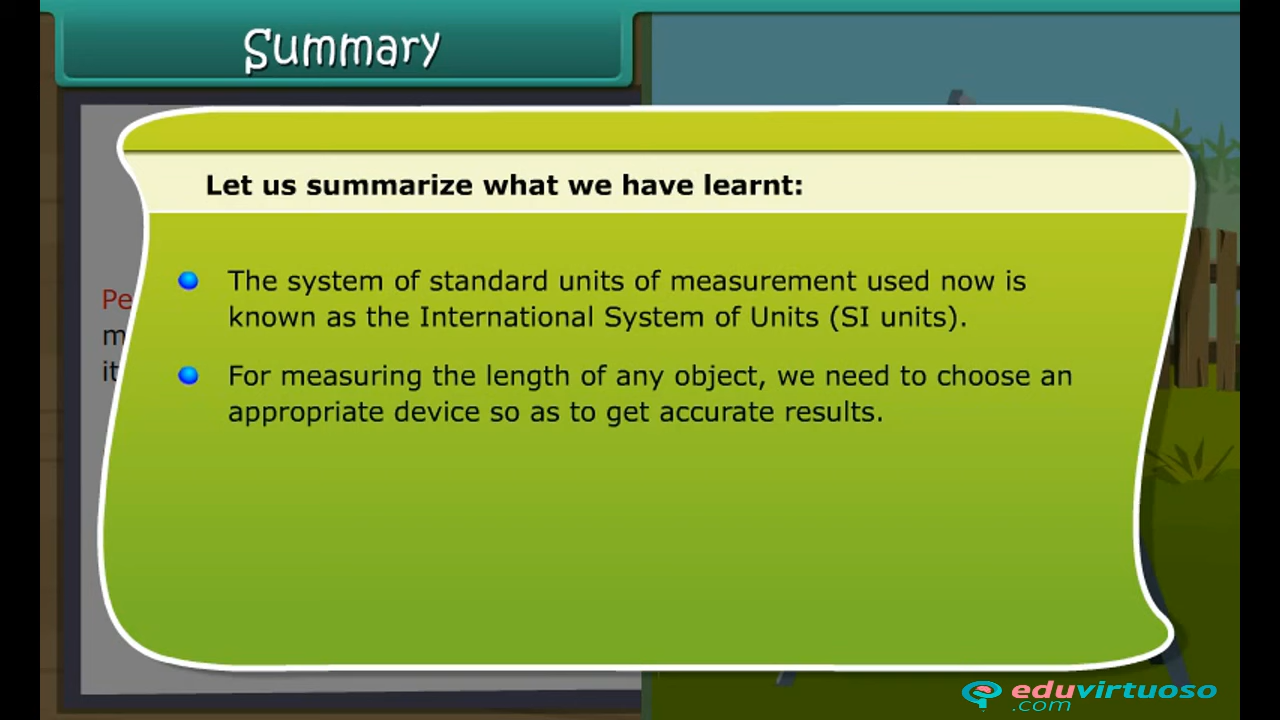 Summary
Let us summarize what we have learnt:
The system of standard units of measurement used now is
known as the International System of Units (SI units).
Pe
m
it
For measuring the length of any object, we need to choose an
appropriate device so as to get accurate results.
eduvirtuoso
.com